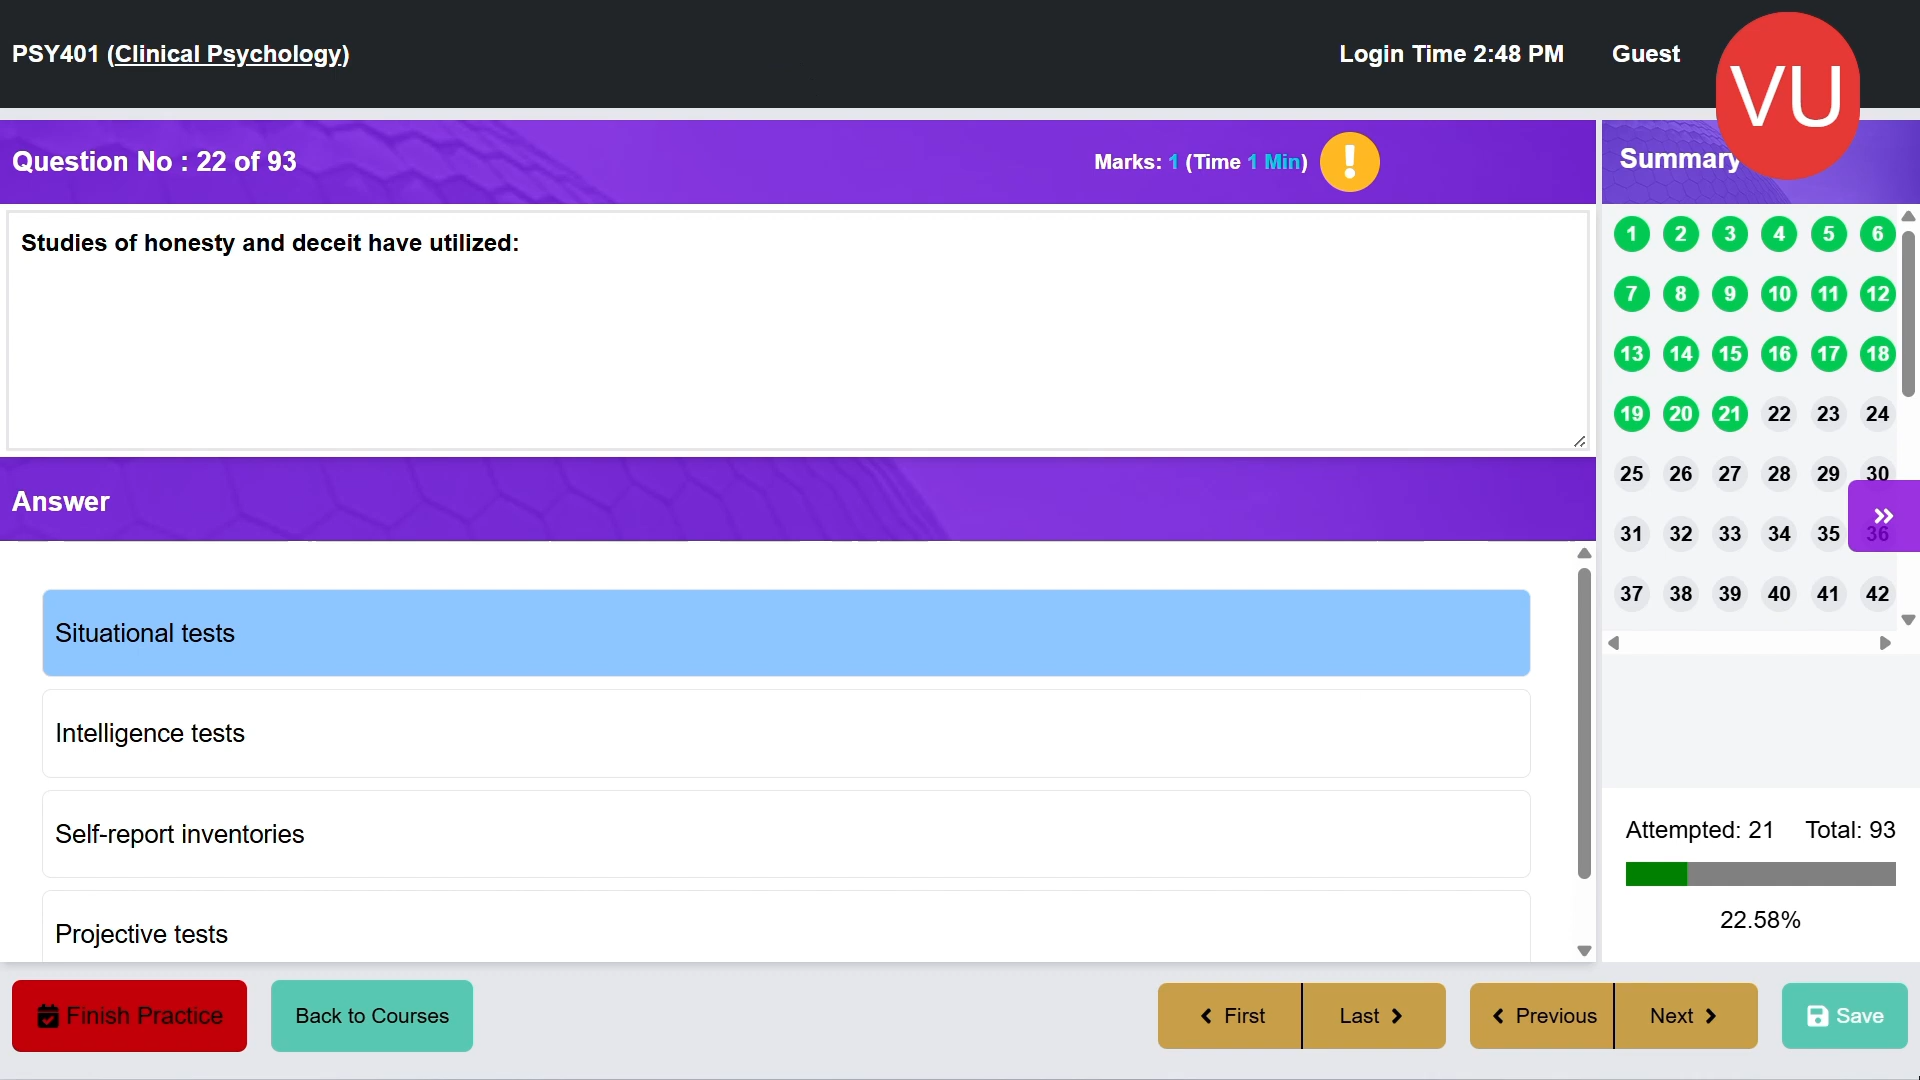 PSY401 (Clinical Psychology)
Login Time 2:48 PM
Guest
VU
Question No : 22 of 93
Marks: 1 (Time 1 Min)
Summary
Studies of honesty and deceit have utilized:
1 2 3 4 5 6
7 8 9 10 11 12
13 14 15 16 17 18
19 20 21 22 23 24
25 26 27 28 29 30
31 32 33 34 35 36
37 38 39 40 41 42
Answer
Situational tests
Intelligence tests
Self-report inventories
Projective tests
Attempted: 21 Total: 93
22.58%
Finish Practice
Back to Courses
First
Last
Previous
Next
Save